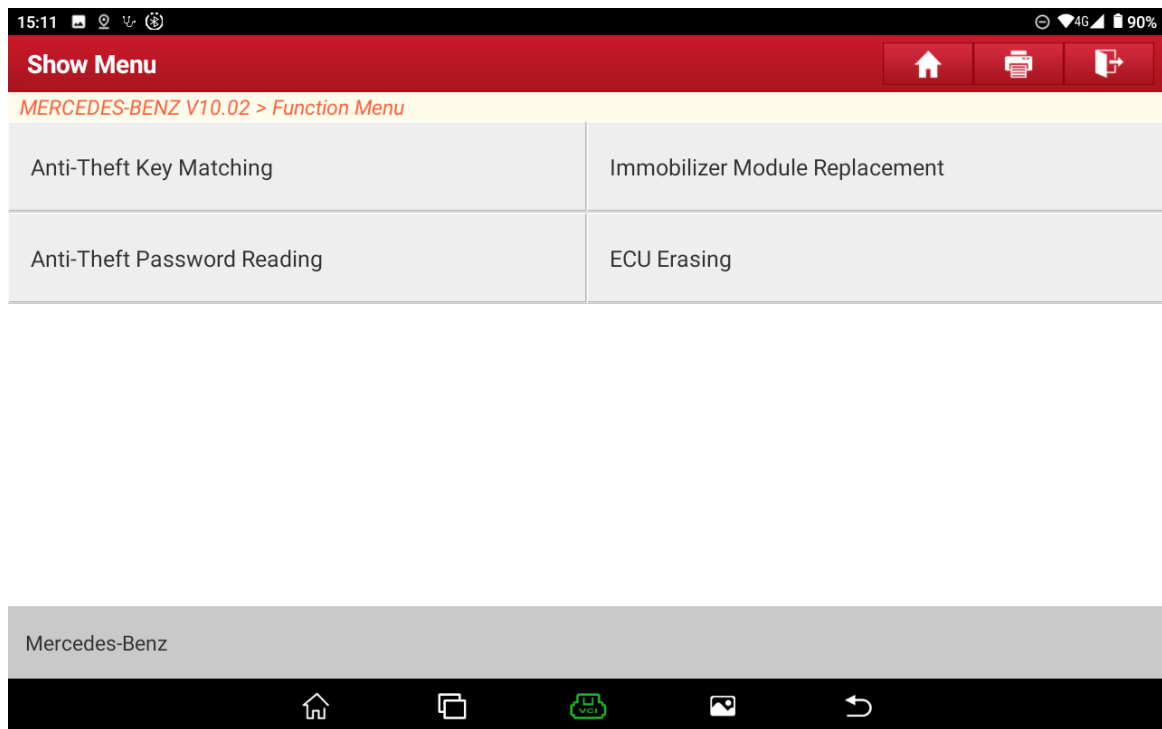 15:11 4G 90%
Show Menu
MERCEDES-BENZ V10.02 > Function Menu
Anti-Theft Key Matching Immobilizer Module Replacement
Anti-Theft Password Reading ECU Erasing
Mercedes-Benz
VCI